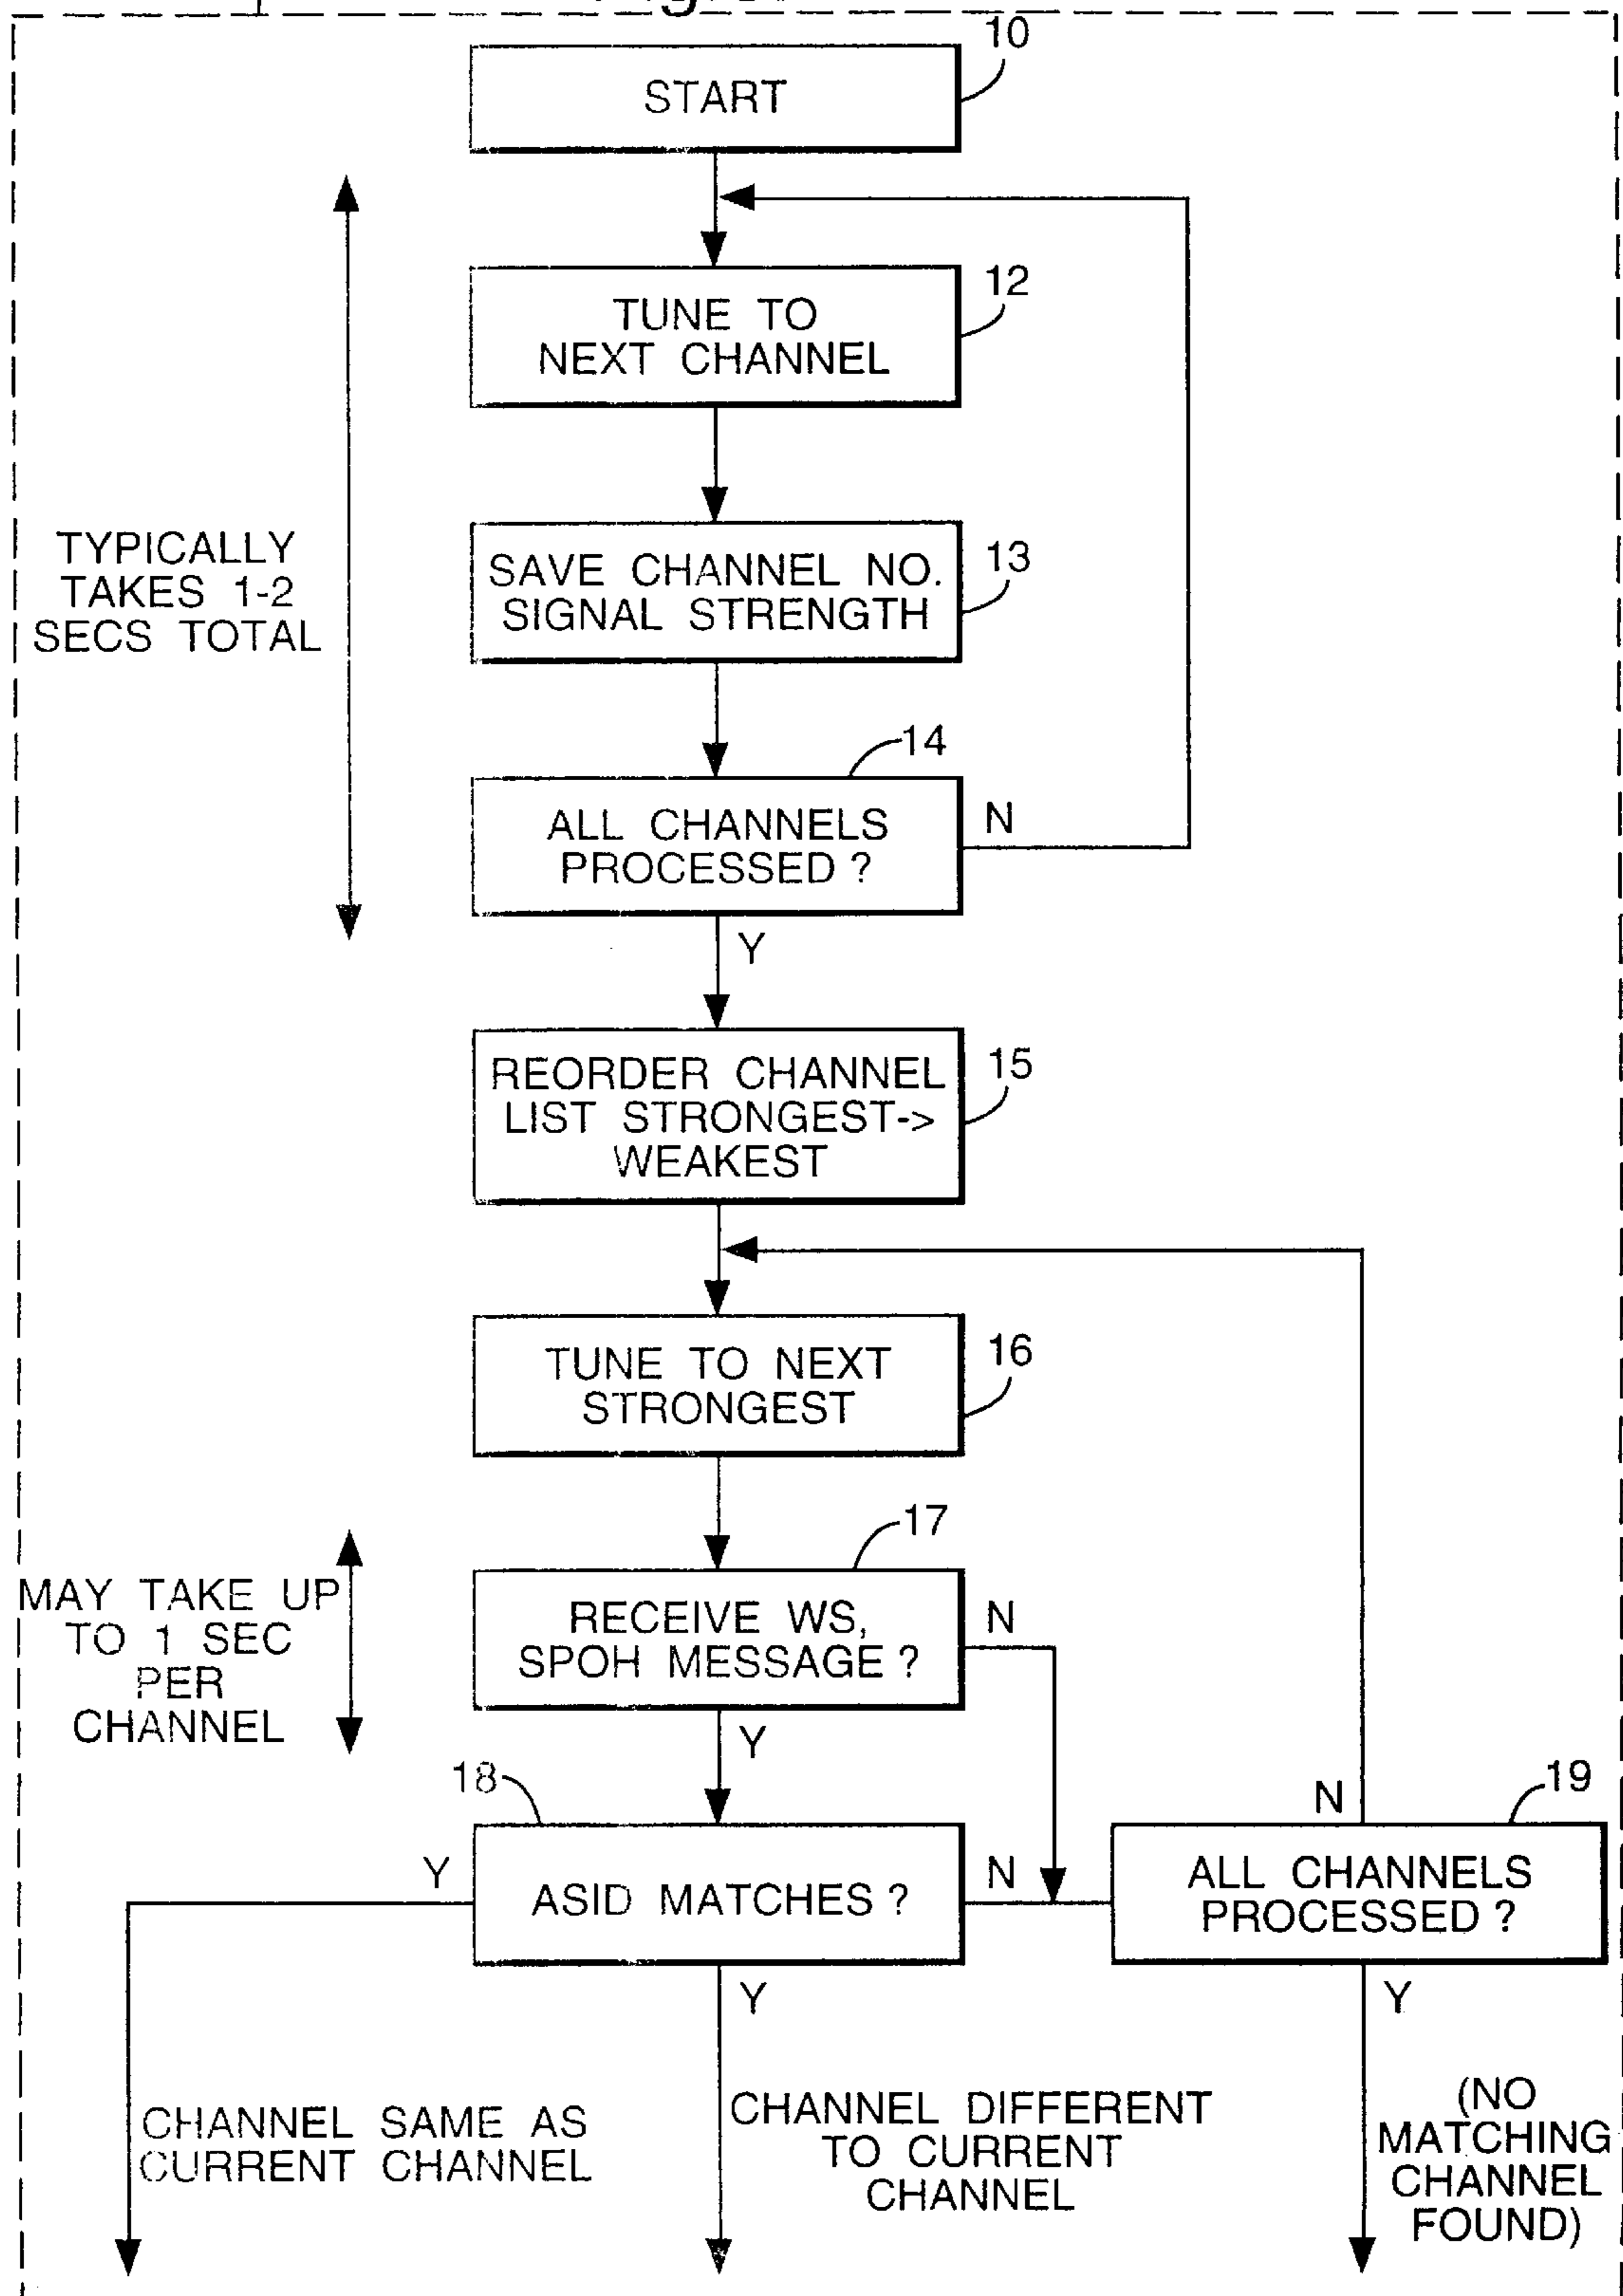 10
START
12
TUNE TO
NEXT CHANNEL
TYPICALLY
TAKES 1-2
SECS TOTAL
13
SAVE CHANNEL NO.
SIGNAL STRENGTH
14
ALL CHANNELS
PROCESSED ?
N
Y
15
REORDER CHANNEL
LIST STRONGEST->
WEAKEST
16
TUNE TO NEXT
STRONGEST
MAY TAKE UP
TO 1 SEC
PER
CHANNEL
17
RECEIVE WS,
SPOH MESSAGE ?
N
Y
18
Y
ASID MATCHES ?
N
Y
19
N
ALL CHANNELS
PROCESSED ?
Y
CHANNEL SAME AS
CURRENT CHANNEL
CHANNEL DIFFERENT
TO CURRENT
CHANNEL
(NO
MATCHING
CHANNEL
FOUND)